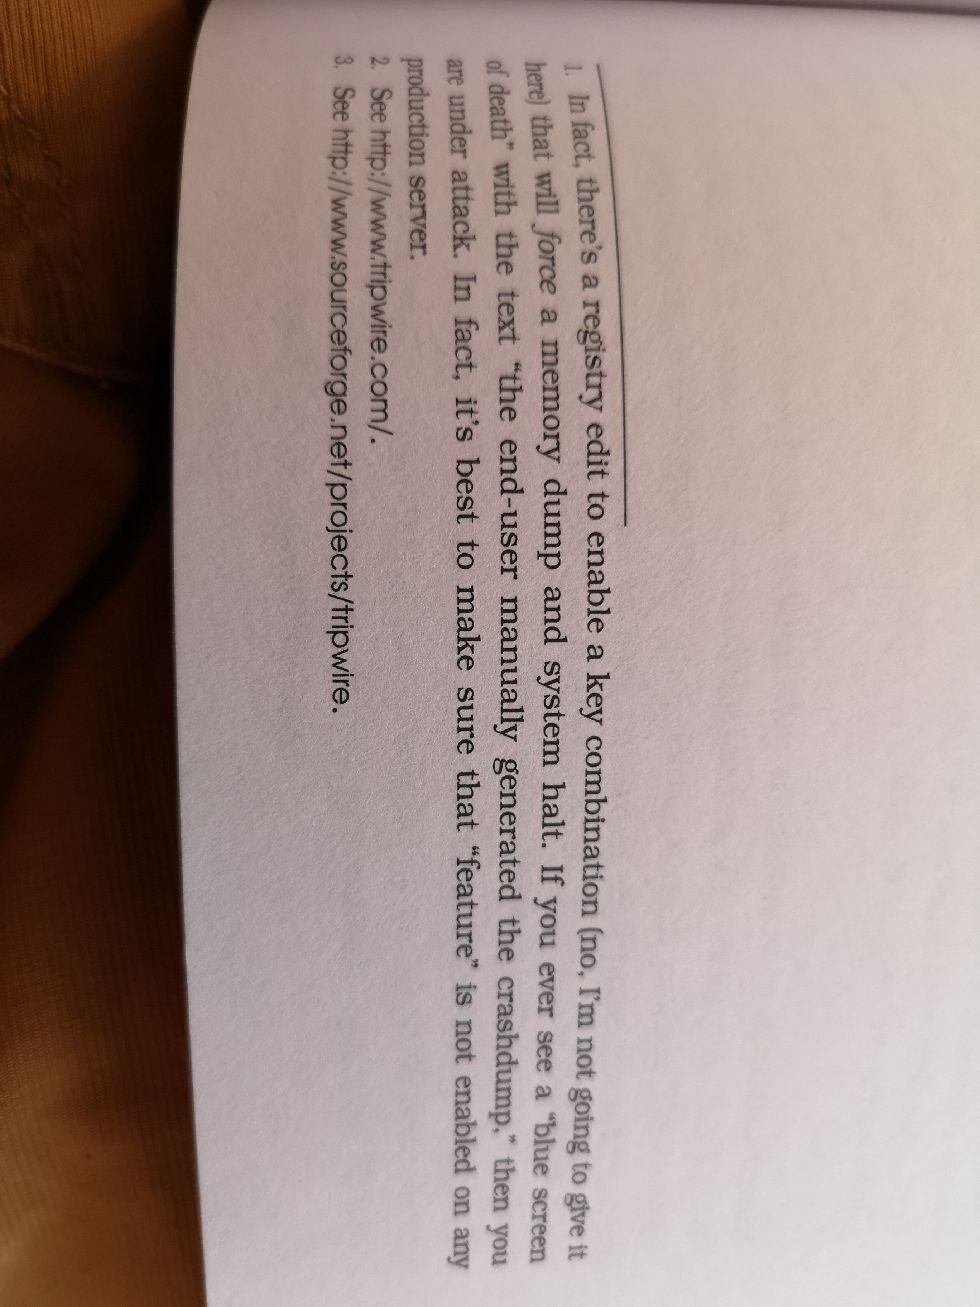 1. In fact, there's a registry edit to enable a key combination (no, I'm not going to give it
here) that will force a memory dump and system halt. If you ever see a “blue screen
of death” with the text “the end-user manually generated the crashdump,” then you
are under attack. In fact, it's best to make sure that “feature” is not enabled on any
production server.
2. See http://www.tripwire.com/.
3. See http://www.sourceforge.net/projects/tripwire.